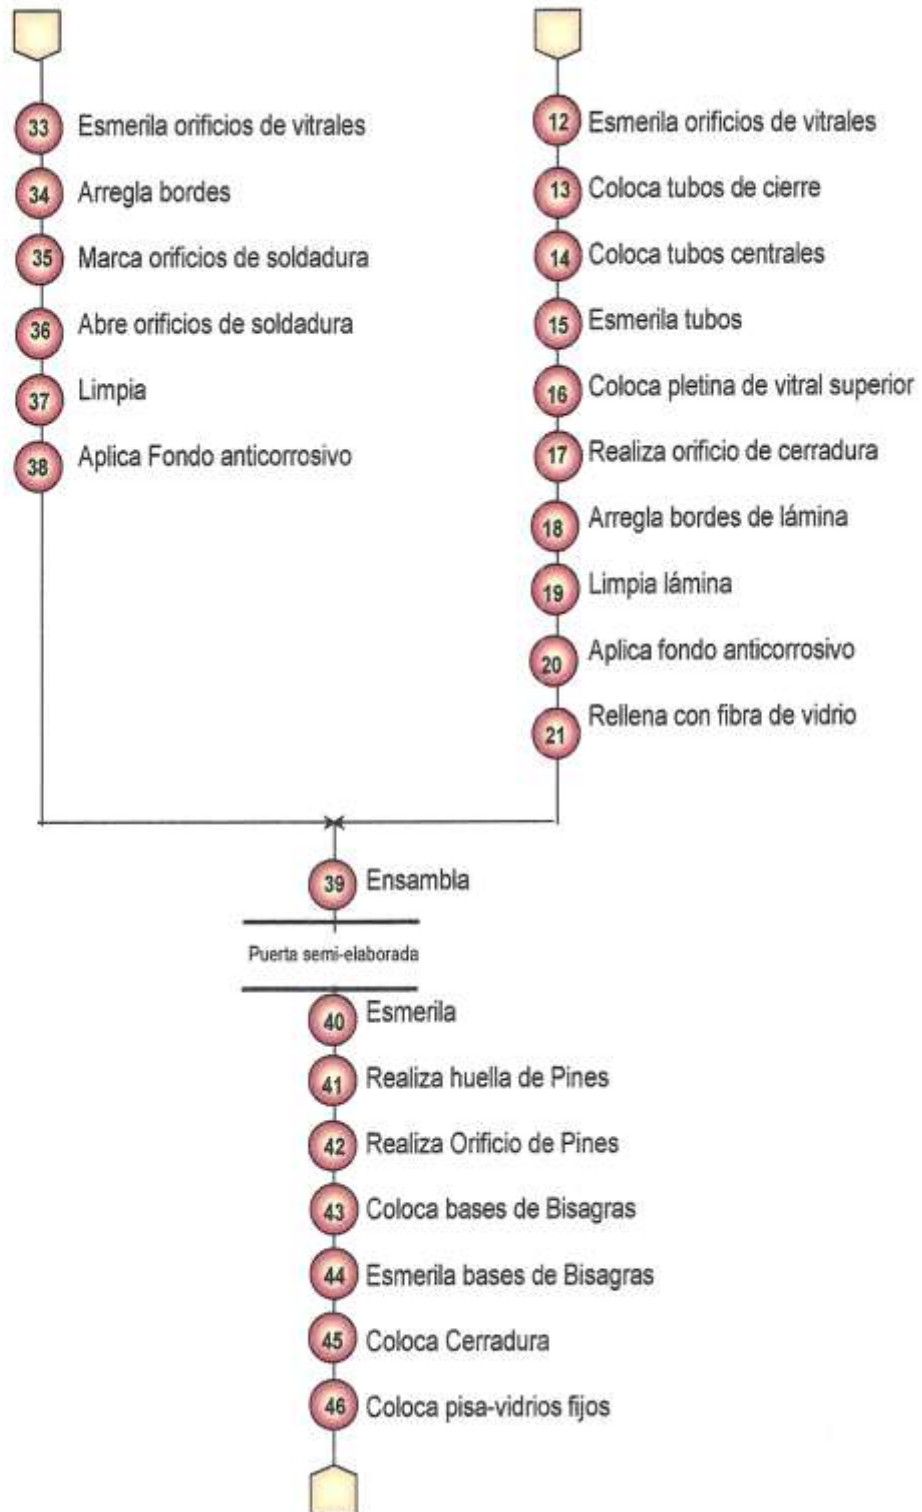 33 Esmerila orificios de vitrales
34 Arregla bordes
35 Marca orificios de soldadura
36 Abre orificios de soldadura
37 Limpia
38 Aplica Fondo anticorrosivo
12 Esmerila orificios de vitrales
13 Coloca tubos de cierre
14 Coloca tubos centrales
15 Esmerila tubos
16 Coloca pletina de vitral superior
17 Realiza orificio de cerradura
18 Arregla bordes de lámina
19 Limpia lámina
20 Aplica fondo anticorrosivo
21 Rellena con fibra de vidrio
39 Ensambla
Puerta semi-elaborada
40 Esmerila
41 Realiza huella de Pines
42 Realiza Orificio de Pines
43 Coloca bases de Bisagras
44 Esmerila bases de Bisagras
45 Coloca Cerradura
46 Coloca pisa-vidrios fijos